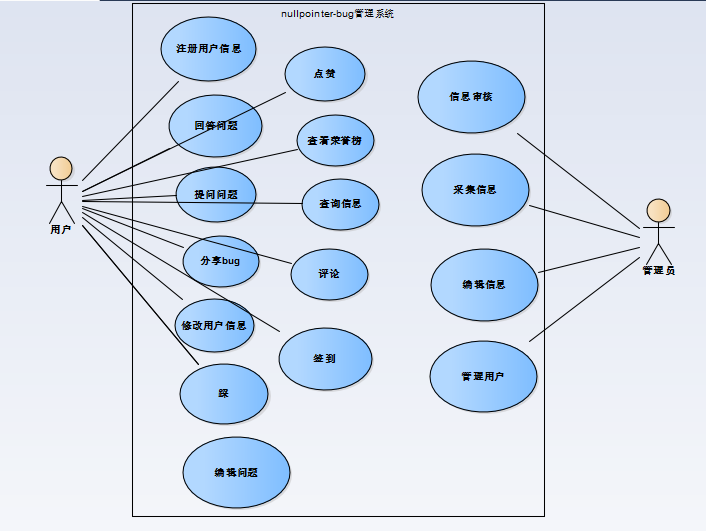 nullpointer-bug管理系统
注册用户信息
点赞
信息审核
回答问题
查看荣誉榜
提问问题
查询信息
采集信息
用户
分享bug
评论
管理员
编辑信息
修改用户信息
签到
管理用户
踩
编辑问题